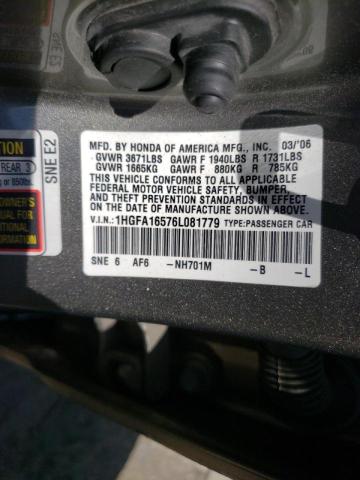 MFD. BY HONDA OF AMERICA MFG., INC. 03/'06
GVWR 3671LBS GAWR F 1940LBS R 1731LBS
GVWR 1665KG GAWR F 880KG R 785KG
THIS VEHICLE CONFORMS TO ALL APPLICABLE
FEDERAL MOTOR VEHICLE SAFETY, BUMPER,
AND THEFT PREVENTION STANDARDS IN EFFECT
ON THE DATE OF MANUFACTURE SHOWN ABOVE.
V.I.N.: 1HGFA16576L081779 TYPE:PASSENGER CAR
SNE 6 AF6 -NH701M -B -L
SNE E2
REAR 3